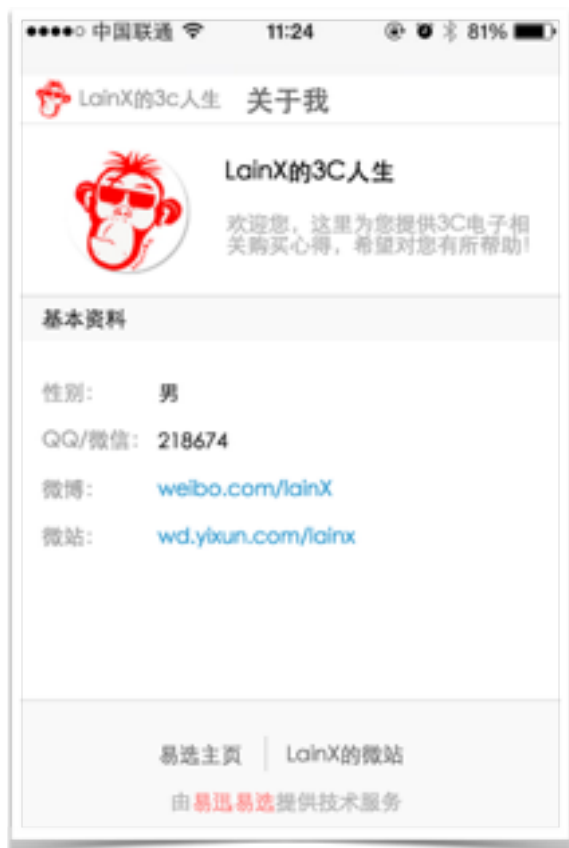 中国联通 11:24 81%
LainX的3c人生 关于我
LainX的3C人生
欢迎您，这里为您提供3C电子相
关购买心得，希望对您有所帮助!
基本资料
性别: 男
QQ/微信: 218674
微博: weibo.com/lainX
微站: wd.yixun.com/lainx
易选主页 LainX的微站
由易迅易选提供技术服务